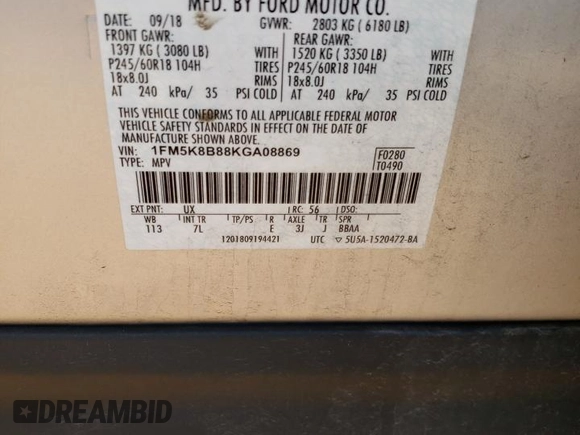 MFD. BY FORD MOTOR CO.
DATE: 09/18 GVWR: 2803 KG ( 6180 LB)
FRONT GAWR: REAR GAWR:
1397 KG ( 3080 LB) WITH 1520 KG ( 3350 LB) WITH
P245/60R18 104H TIRES P245/60R18 104H TIRES
18x8.0J RIMS 18x8.0J RIMS
AT 240 kPa/ 35 PSI COLD AT 240 kPa/ 35 PSI COLD
THIS VEHICLE CONFORMS TO ALL APPLICABLE FEDERAL MOTOR
VEHICLE SAFETY STANDARDS IN EFFECT ON THE DATE OF
MANUFACTURE SHOWN ABOVE.
VIN: 1FM5K8B88KGA08869 F0280
TYPE: MPV T0490
EXT PNT: UX RC: 56 DSO:
WB INT TR TP/PS R AXLE TR SPR
113 7L E 3J J BBAA
1201809194421 UTC ▽ 5U5A-1520472-BA
DREAMBID